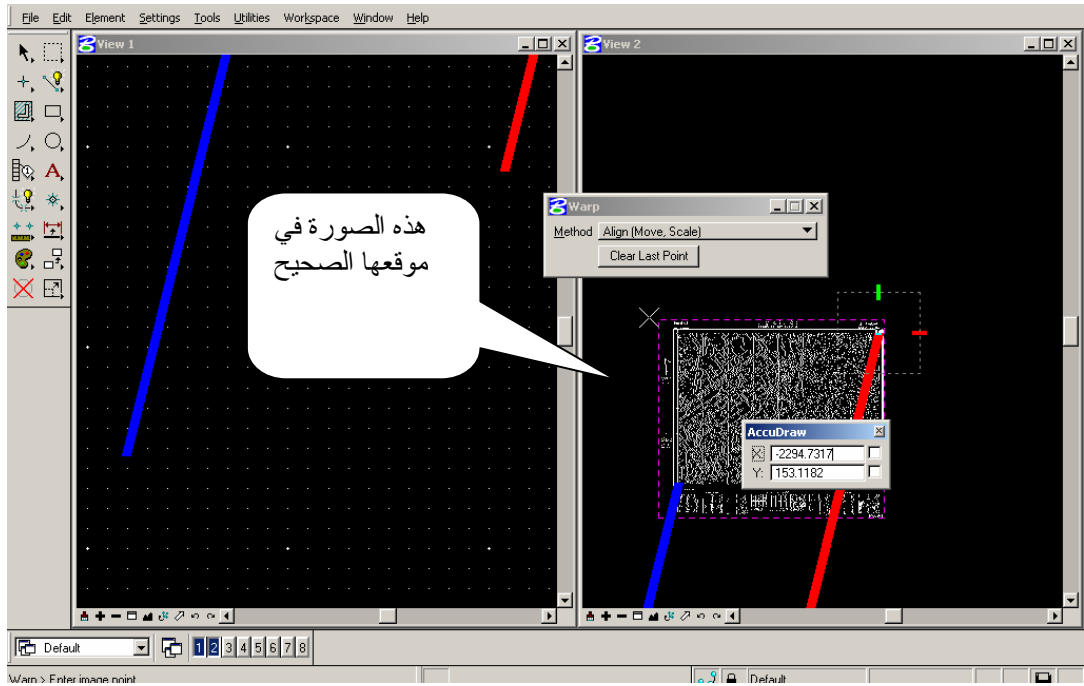 File Edit Element Settings Tools Utilities Workspace Window Help
View 1
View 2
هذه الصورة في
موقعها الصحيح
Warp
Method Align (Move, Scale)
Clear Last Point
AccuDraw
X: -2294.7317
Y: 153.1182
Default 1 2 3 4 5 6 7 8
Warp > Enter image point Default